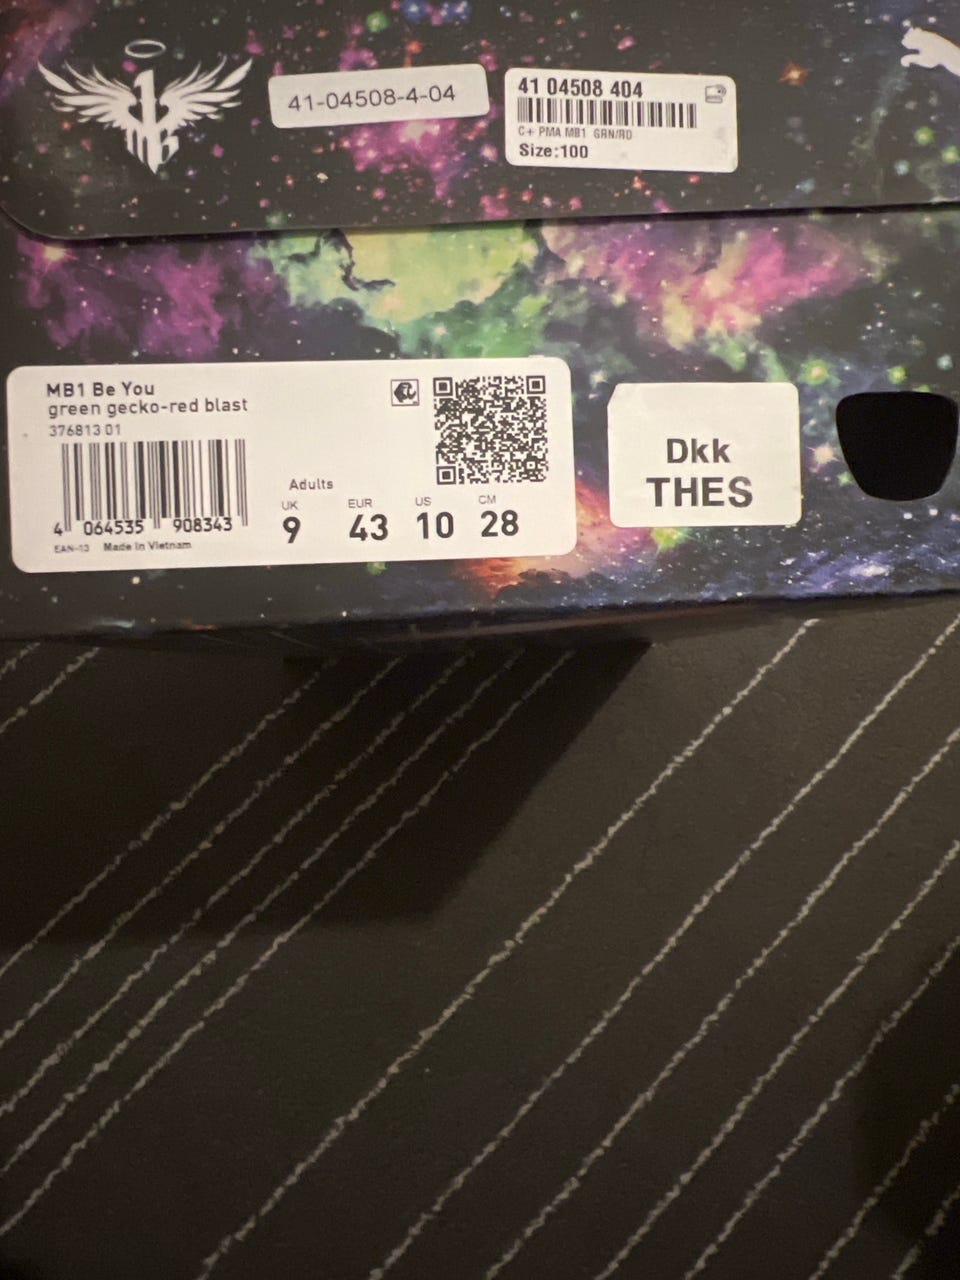 1
MB
41-04508-4-04
41 04508 404
C+ PMA MB1 GRN/RD
Size:100
MB1 Be You
green gecko-red blast
376813 01
Adults
UK EUR US CM
9 43 10 28
4 064535 908343
EAN-13 Made in Vietnam
Dkk
THES